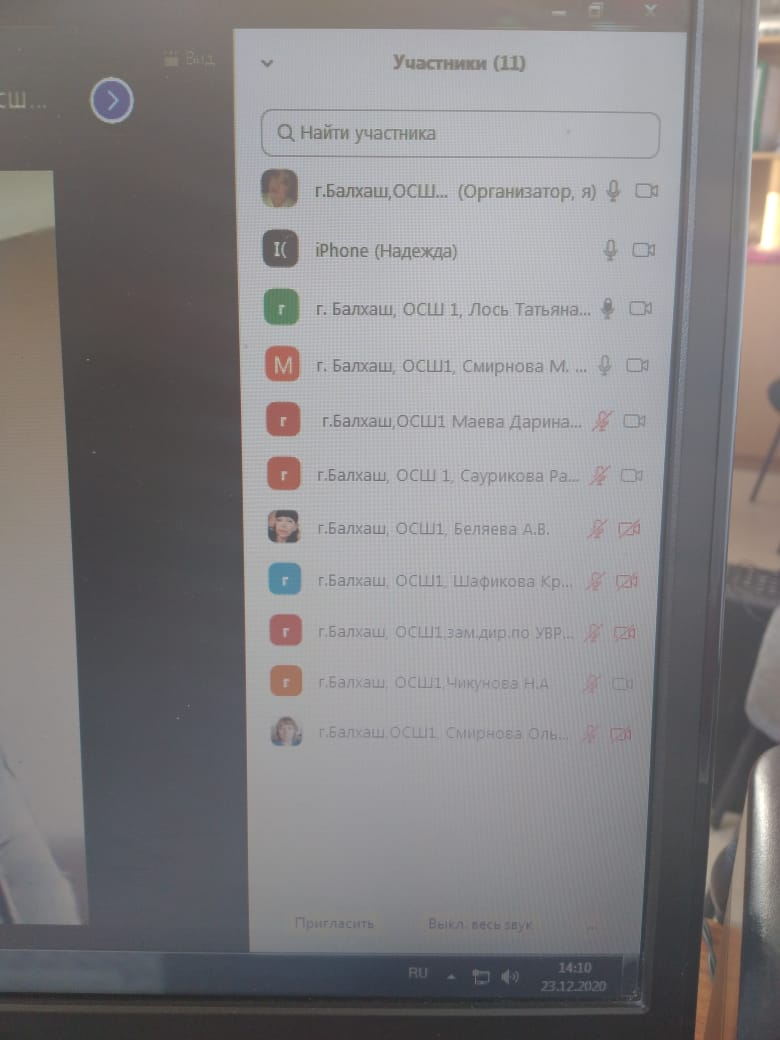 Вид
сш...
Участники (11)
Найти участника
г.Балхаш,ОСШ... (Организатор, я)
I( iPhone (Надежда)
г г. Балхаш, ОСШ 1, Лось Татьяна...
М г. Балхаш, ОСШ1, Смирнова М. ...
г г.Балхаш,ОСШ1 Маева Дарина...
г г.Балхаш, ОСШ 1, Саурикова Ра...
г.Балхаш, ОСШ1, Беляева А.В.
г г.Балхаш, ОСШ1, Шафикова Кр...
г г.Балхаш, ОСШ1,зам.дир.по УВР...
г г.Балхаш, ОСШ1,Чикунова Н.А
г.Балхаш,ОСШ1, Смирнова Оль...
Пригласить Выкл. весь звук ...
RU 14:10
23.12.2020